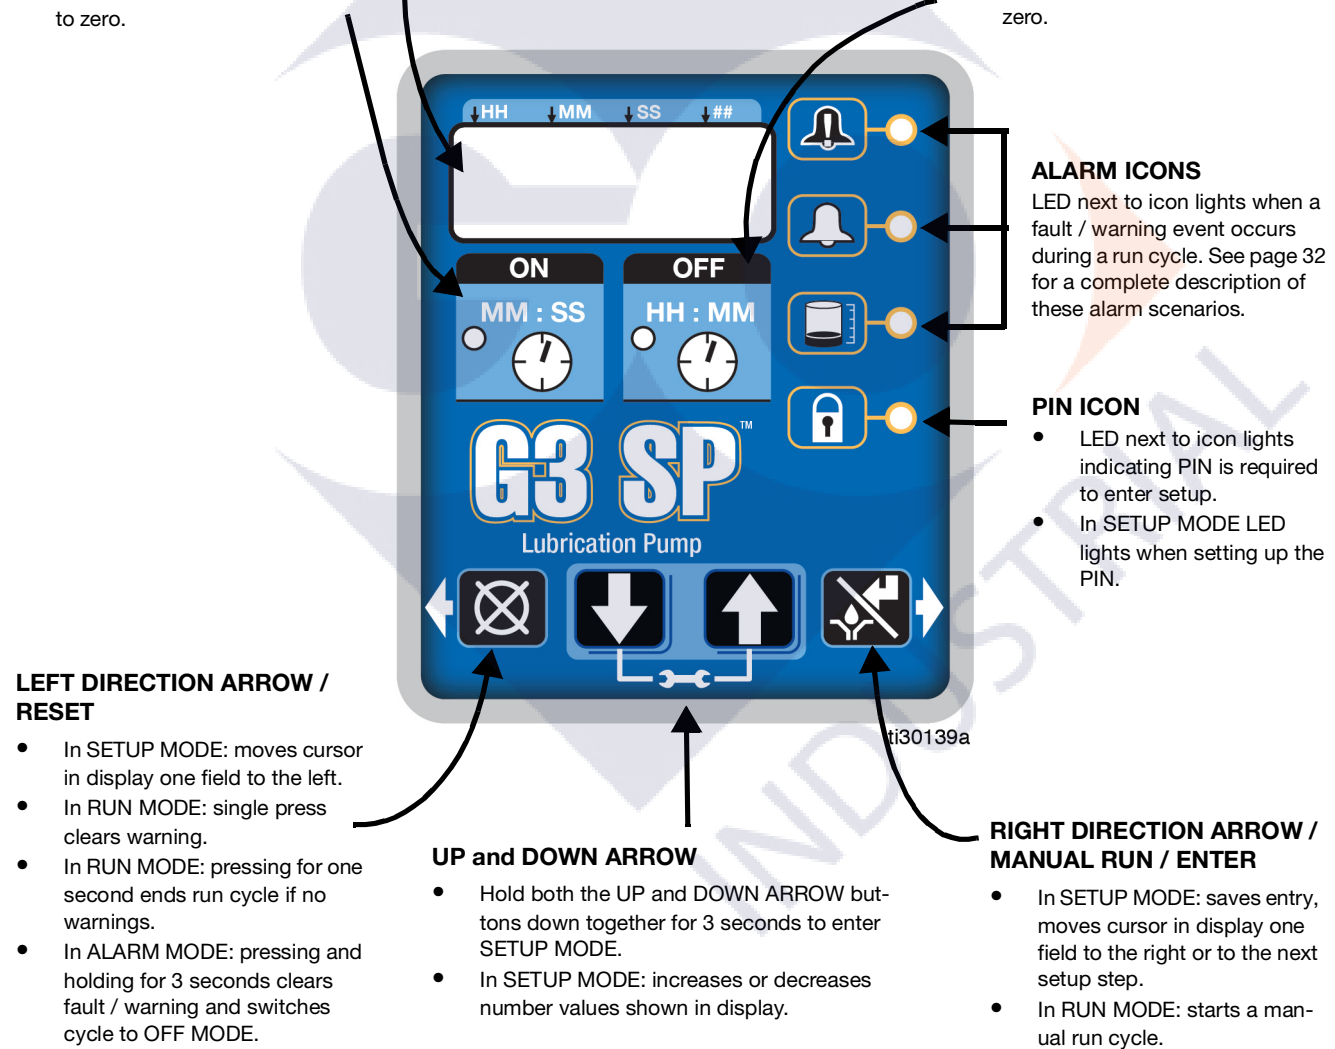 to zero.
zero.
HH MM SS ##
ON OFF
MM : SS HH : MM
G3 SP™
Lubrication Pump
ti30139a
ALARM ICONS
LED next to icon lights when a
fault / warning event occurs
during a run cycle. See page 32
for a complete description of
these alarm scenarios.
PIN ICON
• LED next to icon lights
indicating PIN is required
to enter setup.
• In SETUP MODE LED
lights when setting up the
PIN.
LEFT DIRECTION ARROW /
RESET
• In SETUP MODE: moves cursor
in display one field to the left.
• In RUN MODE: single press
clears warning.
• In RUN MODE: pressing for one
second ends run cycle if no
warnings.
• In ALARM MODE: pressing and
holding for 3 seconds clears
fault / warning and switches
cycle to OFF MODE.
UP and DOWN ARROW
• Hold both the UP and DOWN ARROW but-
tons down together for 3 seconds to enter
SETUP MODE.
• In SETUP MODE: increases or decreases
number values shown in display.
RIGHT DIRECTION ARROW /
MANUAL RUN / ENTER
• In SETUP MODE: saves entry,
moves cursor in display one
field to the right or to the next
setup step.
• In RUN MODE: starts a man-
ual run cycle.
INDUSTRIAL